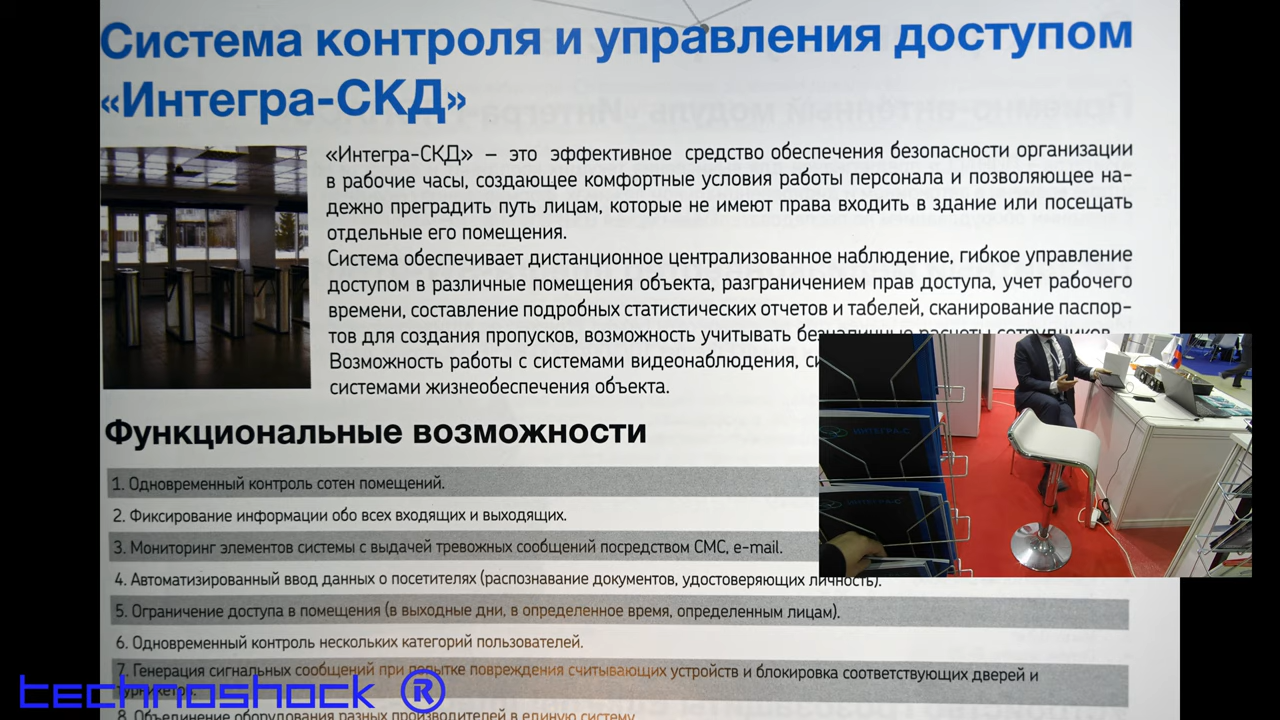 Система контроля и управления доступом
«Интегра-СКД»
«Интегра-СКД» – это эффективное средство обеспечения безопасности организации
в рабочие часы, создающее комфортные условия работы персонала и позволяющее на-
дежно преградить путь лицам, которые не имеют права входить в здание или посещать
отдельные его помещения.
Система обеспечивает дистанционное централизованное наблюдение, гибкое управление
доступом в различные помещения объекта, разграничением прав доступа, учет рабочего
времени, составление подробных статистических отчетов и табелей, сканирование паспор-
тов для создания пропусков, возможность учитывать безналичные расчеты сотрудников.
Возможность работы с системами видеонаблюдения,
системами жизнеобеспечения объекта.
Функциональные возможности
1. Одновременный контроль сотен помещений.
2. Фиксирование информации обо всех входящих и выходящих.
3. Мониторинг элементов системы с выдачей тревожных сообщений посредством СМС, e-mail.
4. Автоматизированный ввод данных о посетителях (распознавание документов, удостоверяющих личность).
5. Ограничение доступа в помещения (в выходные дни, в определенное время, определенным лицам).
6. Одновременный контроль нескольких категорий пользователей.
7. Генерация сигнальных сообщений при попытке повреждения считывающих устройств и блокировка соответствующих дверей и
турникетов.
8. Объединение оборудования разных производителей в единую систему.
technoshock ®
ИНТЕГРА-С